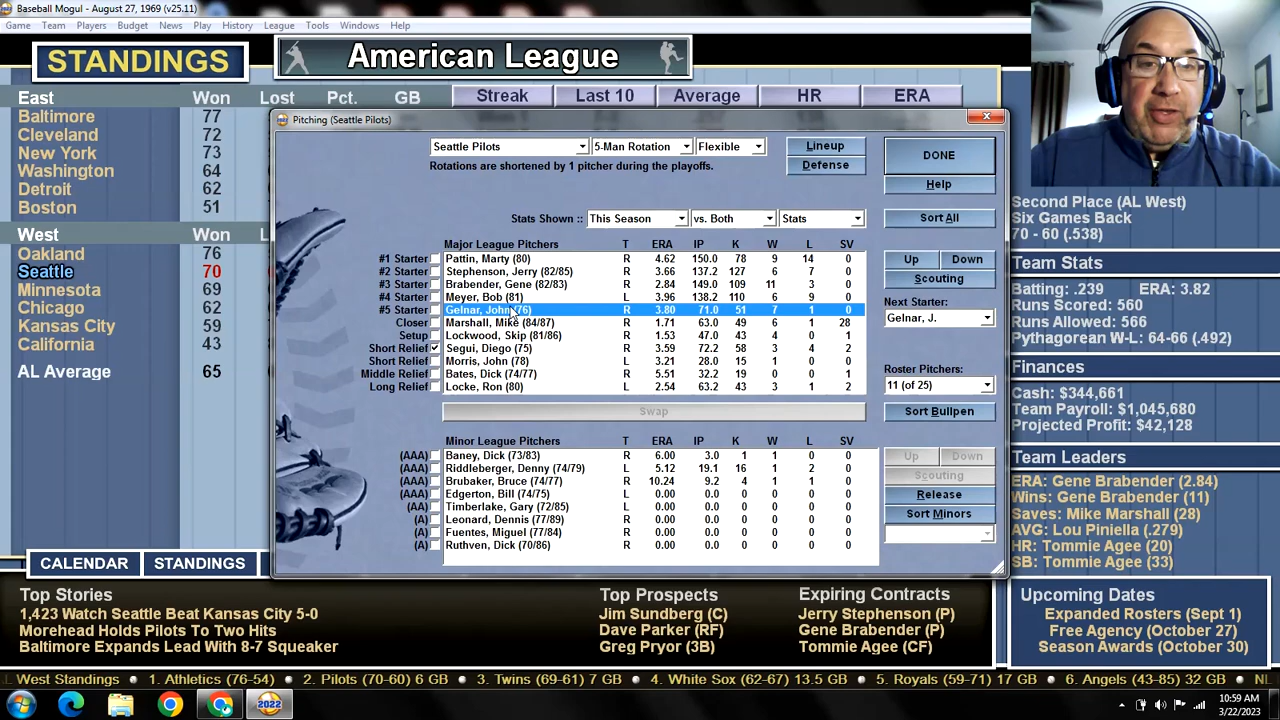 Baseball Mogul - August 27, 1969 (v25.11)
Game Team Players Budget News Play History League Tools Windows Help
STANDINGS
American League
East Won Lost Pct. GB Streak Last 10 Average HR ERA
Baltimore 77
Cleveland 72
New York 73
Washington 64
Detroit 62
Boston 51
West Won
Oakland 76
Seattle 70
Minnesota 69
Chicago 62
Kansas City 59
California 43
AL Average 65
CALENDAR STANDINGS
Pitching (Seattle Pilots)
Seattle Pilots 5-Man Rotation Flexible Lineup DONE
Rotations are shortened by 1 pitcher during the playoffs. Defense
Help
Stats Shown :: This Season vs. Both Stats Sort All
Major League Pitchers T ERA IP K W L SV
#1 Starter Pattin, Marty (80) R 4.62 150.0 78 9 14 0
#2 Starter Stephenson, Jerry (82/85) R 3.66 137.2 127 6 7 0
#3 Starter Brabender, Gene (82/83) R 2.84 149.0 109 11 3 0
#4 Starter Meyer, Bob (81) L 3.96 138.2 110 6 9 0
#5 Starter Gelnar, John (76) R 3.80 71.0 51 7 1 0
Closer Marshall, Mike (84/87) R 1.71 63.0 49 6 1 28
Setup Lockwood, Skip (81/86) R 1.53 47.0 43 4 0 1
Short Relief Segui, Diego (75) R 3.59 72.2 58 3 4 2
Short Relief Morris, John (78) L 3.21 28.0 15 1 0 0
Middle Relief Bates, Dick (74/77) R 5.51 32.2 19 0 0 1
Long Relief Locke, Ron (80) L 2.54 63.2 43 3 1 2
Up Down
Scouting
Next Starter:
Gelnar, J.
Roster Pitchers:
11 (of 25)
Swap Sort Bullpen
Minor League Pitchers T ERA IP K W L SV
(AAA) Baney, Dick (73/83) R 6.00 3.0 1 1 0 0
(AAA) Riddleberger, Denny (74/79) L 5.12 19.1 16 1 2 0
(AAA) Brubaker, Bruce (74/77) R 10.24 9.2 4 1 1 0
(AAA) Edgerton, Bill (74/75) L 0.00 0.0 0 0 0 0
(AA) Timberlake, Gary (72/85) L 0.00 0.0 0 0 0 0
(A) Leonard, Dennis (77/89) R 0.00 0.0 0 0 0 0
(A) Fuentes, Miguel (77/84) R 0.00 0.0 0 0 0 0
(A) Ruthven, Dick (70/86) R 0.00 0.0 0 0 0 0
Up Down
Scouting
Release
Sort Minors
Second Place (AL West)
Six Games Back
70 - 60 (.538)
Team Stats
Batting: .239 ERA: 3.82
Runs Scored: 560
Runs Allowed: 566
Pythagorean W-L: 64-66 (.492)
Finances
Cash: $344,661
Team Payroll: $1,045,680
Projected Profit: $42,128
Team Leaders
ERA: Gene Brabender (2.84)
Wins: Gene Brabender (11)
Saves: Mike Marshall (28)
AVG: Lou Piniella (.279)
HR: Tommie Agee (20)
SB: Tommie Agee (33)
Top Stories
1,423 Watch Seattle Beat Kansas City 5-0
Morehead Holds Pilots To Two Hits
Baltimore Expands Lead With 8-7 Squeaker
Top Prospects
Jim Sundberg (C)
Dave Parker (RF)
Greg Pryor (3B)
Expiring Contracts
Jerry Stephenson (P)
Gene Brabender (P)
Tommie Agee (CF)
Upcoming Dates
Expanded Rosters (Sept 1)
Free Agency (October 27)
Season Awards (October 30)
West Standings • 1. Athletics (76-54) • 2. Pilots (70-60) 6 GB • 3. Twins (69-61) 7 GB • 4. White Sox (62-67) 13.5 GB • 5. Royals (59-71) 17 GB • 6. Angels (43-85) 32 GB •
2022
10:59 AM
3/22/2023